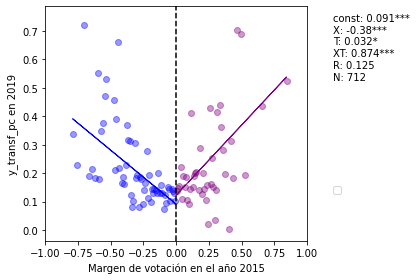 const: 0.091***
X: -0.38***
T: 0.032*
XT: 0.874***
R: 0.125
N: 712
y_transf_pc en 2019
0.7
0.6
0.5
0.4
0.3
0.2
0.1
0.0
−1.00 −0.75 −0.50 −0.25 0.00 0.25 0.50 0.75 1.00
Margen de votación en el año 2015